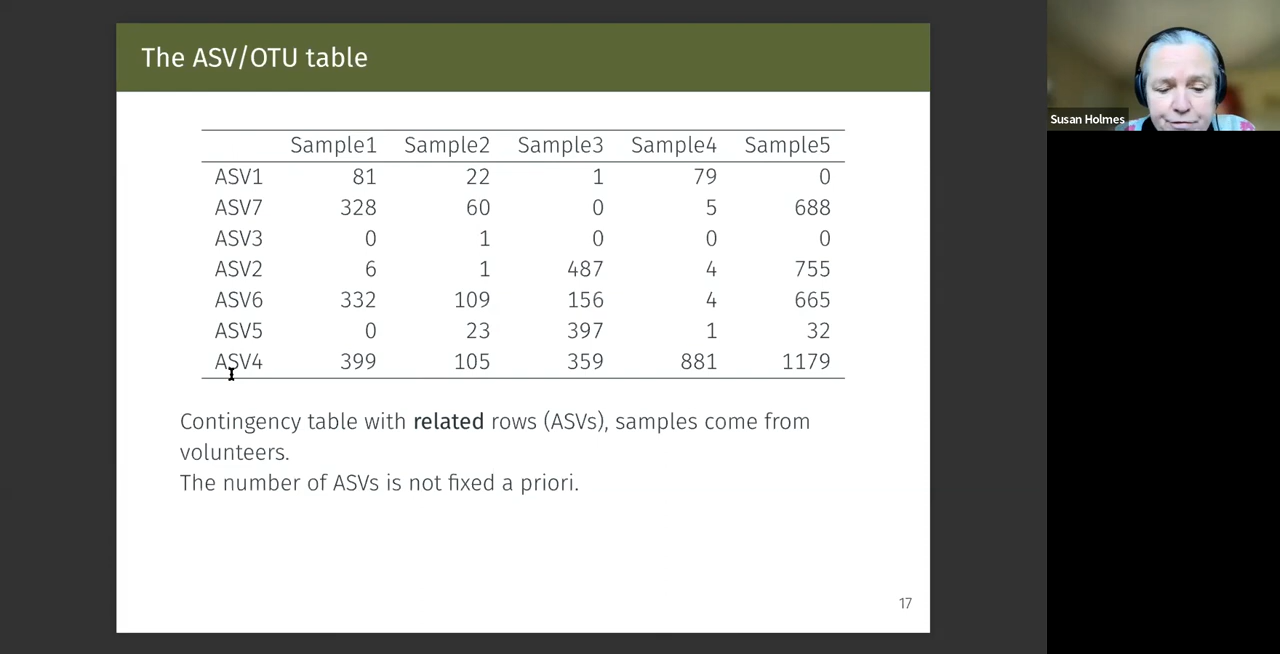 The ASV/OTU table
Susan Holmes
Sample1 Sample2 Sample3 Sample4 Sample5
ASV1 81 22 1 79 0
ASV7 328 60 0 5 688
ASV3 0 1 0 0 0
ASV2 6 1 487 4 755
ASV6 332 109 156 4 665
ASV5 0 23 397 1 32
ASV4 399 105 359 881 1179
Contingency table with related rows (ASVs), samples come from
volunteers.
The number of ASVs is not fixed a priori.
17